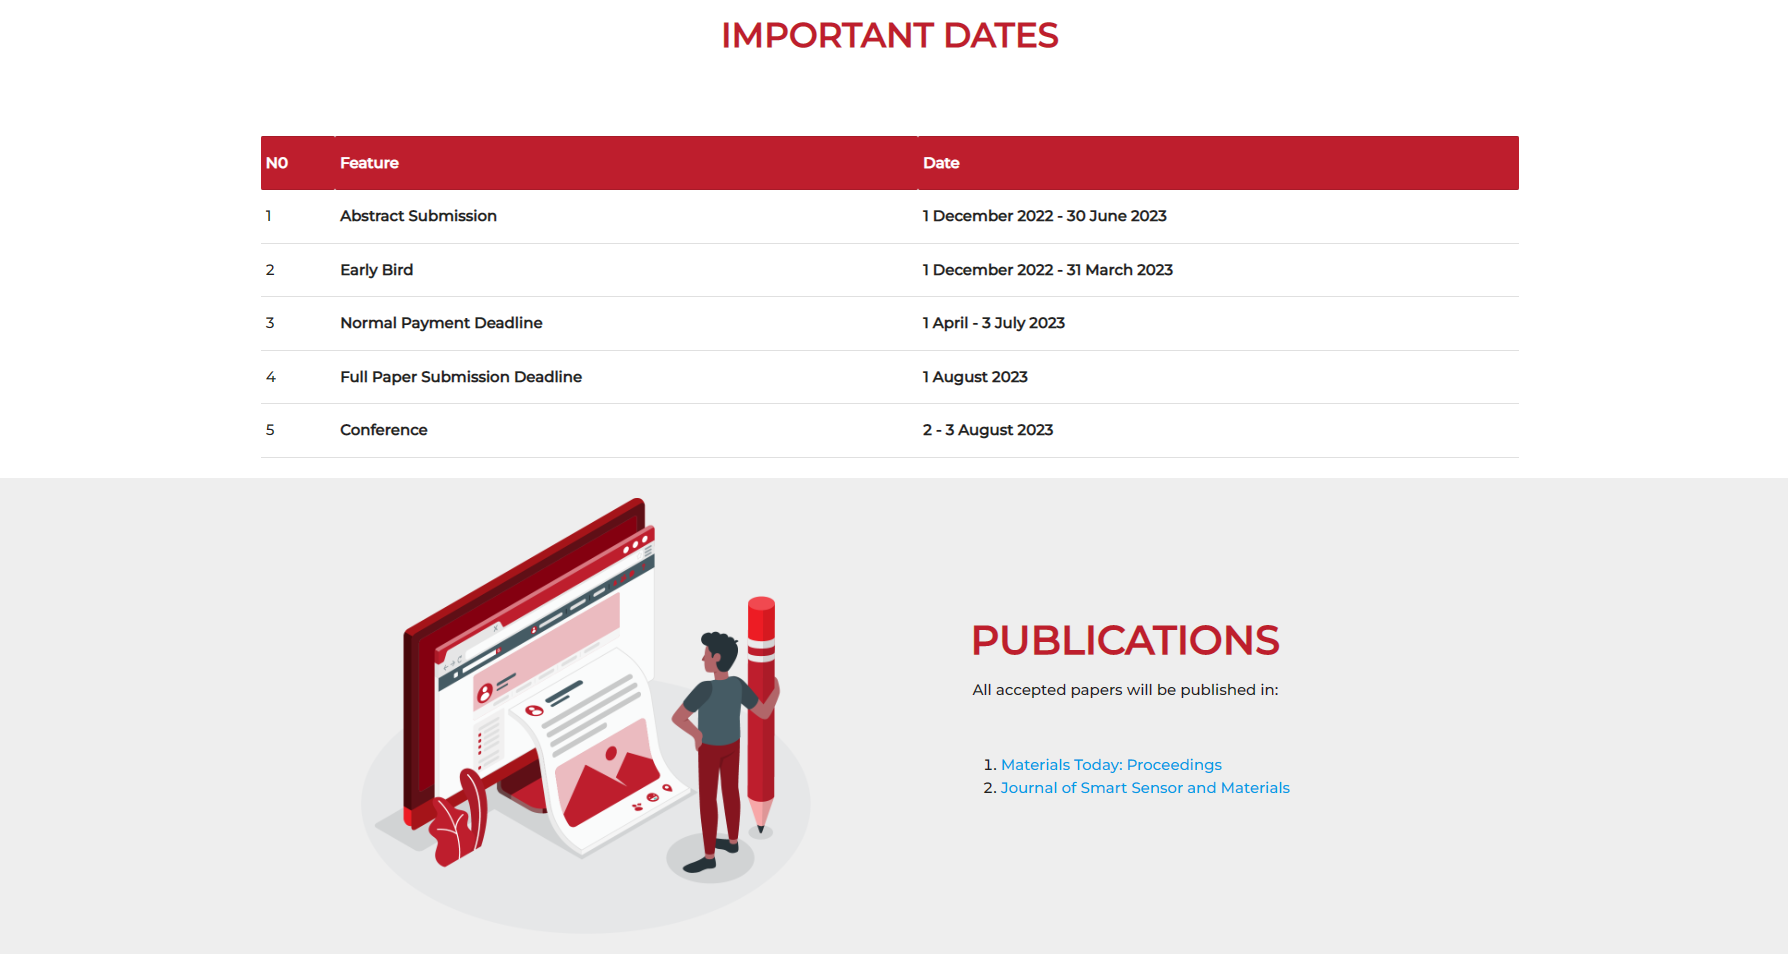 IMPORTANT DATES
N0 Feature Date
1 Abstract Submission 1 December 2022 - 30 June 2023
2 Early Bird 1 December 2022 - 31 March 2023
3 Normal Payment Deadline 1 April - 3 July 2023
4 Full Paper Submission Deadline 1 August 2023
5 Conference 2 - 3 August 2023
PUBLICATIONS
All accepted papers will be published in:
1. Materials Today: Proceedings
2. Journal of Smart Sensor and Materials